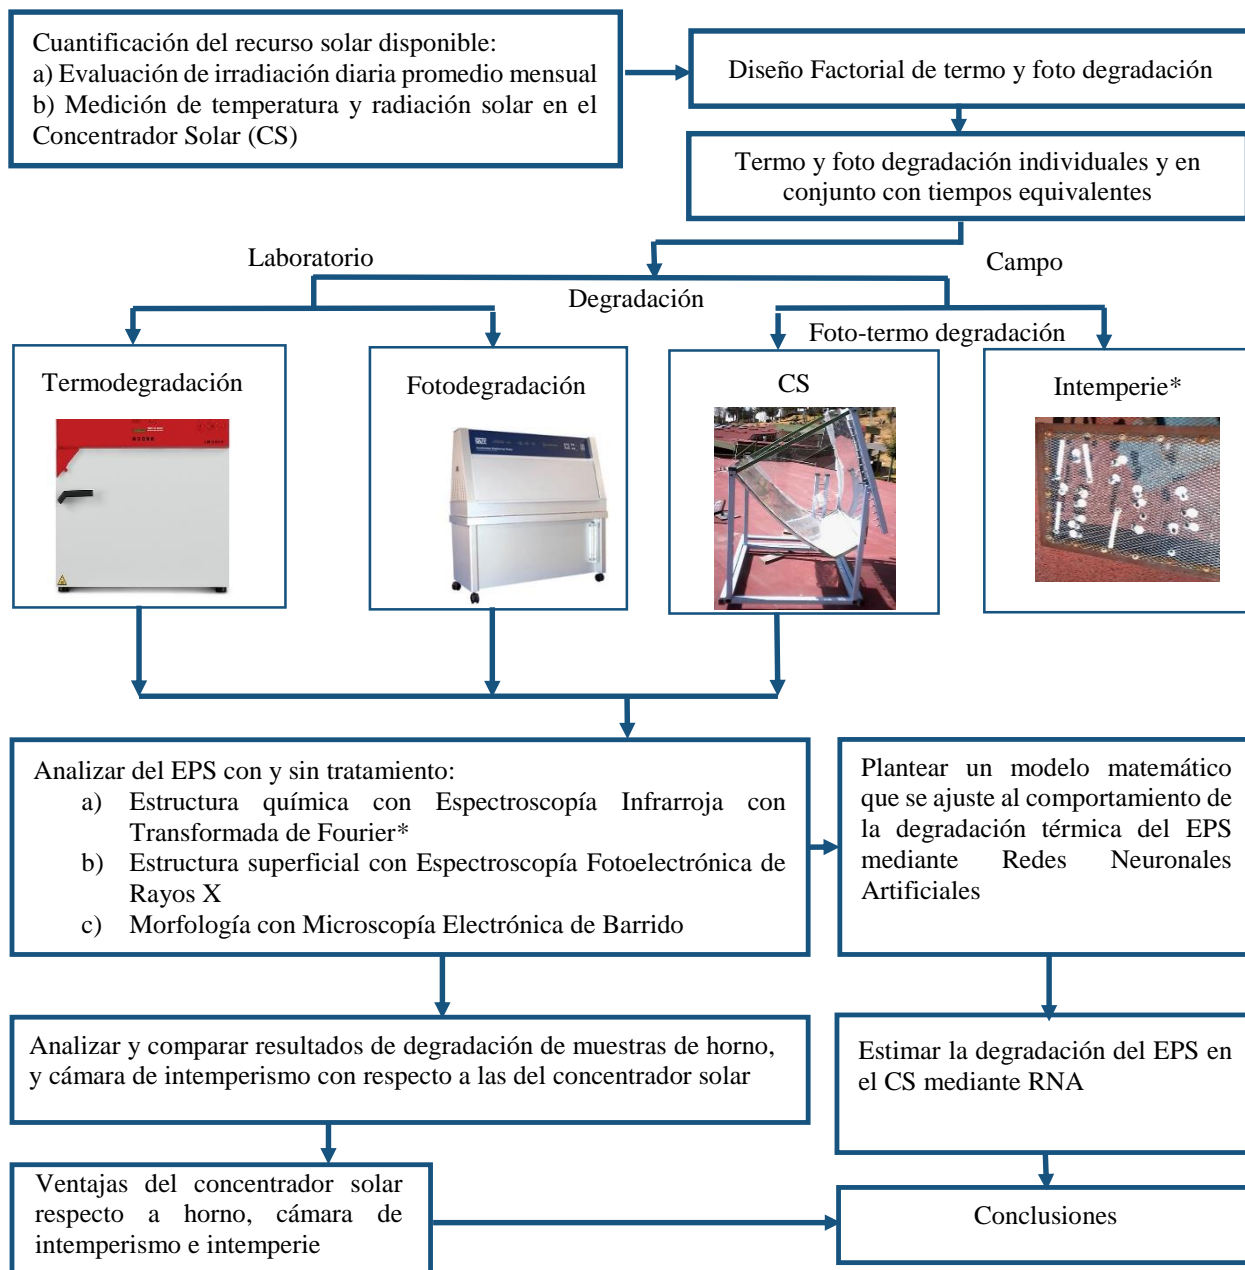 Cuantificación del recurso solar disponible:
a) Evaluación de irradiación diaria promedio mensual
b) Medición de temperatura y radiación solar en el
Concentrador Solar (CS)
Diseño Factorial de termo y foto degradación
Termo y foto degradación individuales y en
conjunto con tiempos equivalentes
Laboratorio
Campo
Degradación
Foto-termo degradación
Termodegradación
Fotodegradación
CS
Intemperie*
Analizar del EPS con y sin tratamiento:
a) Estructura química con Espectroscopía Infrarroja con
Transformada de Fourier*
b) Estructura superficial con Espectroscopía Fotoelectrónica de
Rayos X
c) Morfología con Microscopía Electrónica de Barrido
Plantear un modelo matemático
que se ajuste al comportamiento de
la degradación térmica del EPS
mediante Redes Neuronales
Artificiales
Analizar y comparar resultados de degradación de muestras de horno,
y cámara de intemperismo con respecto a las del concentrador solar
Estimar la degradación del EPS en
el CS mediante RNA
Ventajas del concentrador solar
respecto a horno, cámara de
intemperismo e intemperie
Conclusiones